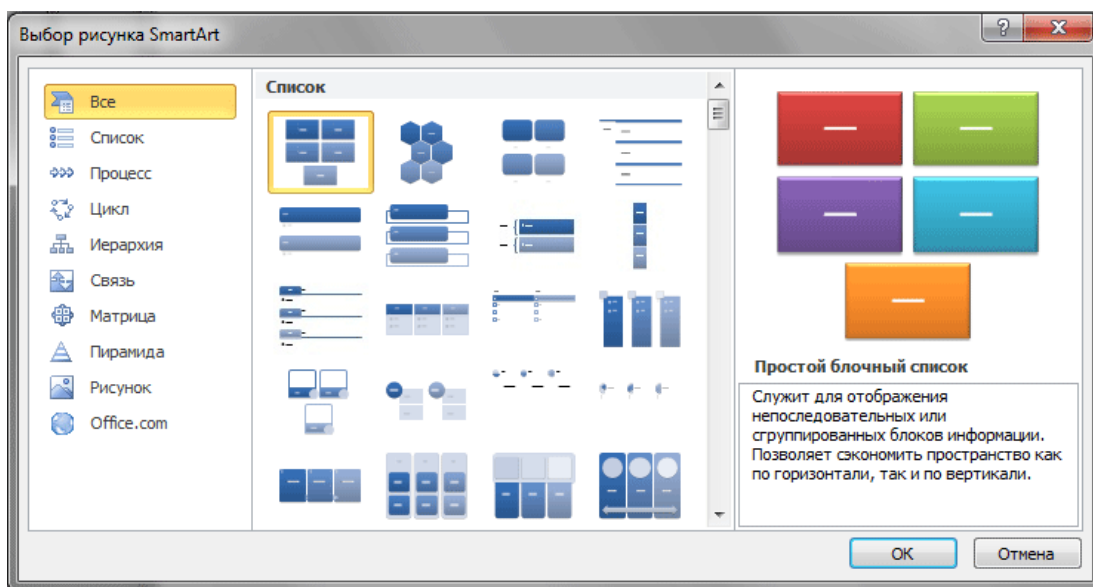 Выбор рисунка SmartArt
Все
Список
Процесс
Цикл
Иерархия
Связь
Матрица
Пирамида
Рисунок
Office.com
Список
Простой блочный список
Служит для отображения
непоследовательных или
сгруппированных блоков информации.
Позволяет сэкономить пространство как
по горизонтали, так и по вертикали.
ОК
Отмена